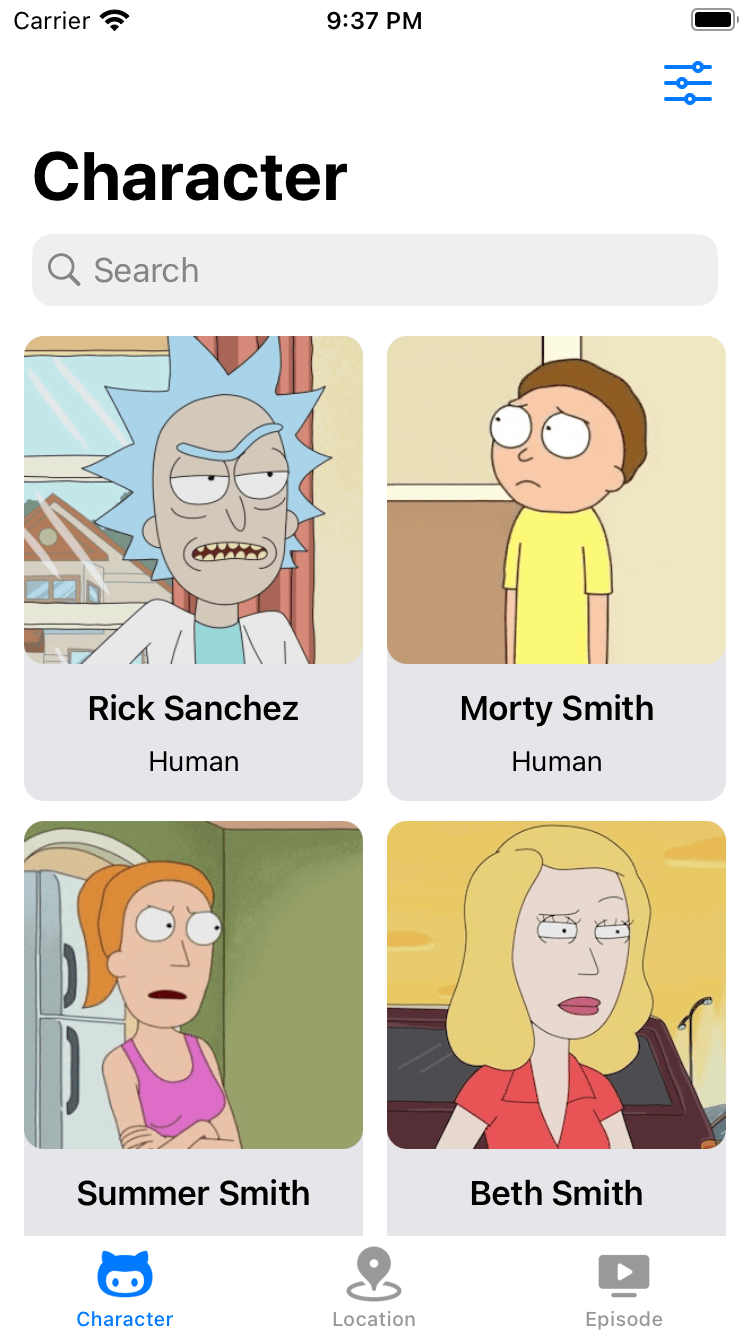 Carrier 9:37 PM
Character
Search
Rick Sanchez
Human
Morty Smith
Human
Summer Smith
Beth Smith
Character
Location
Episode